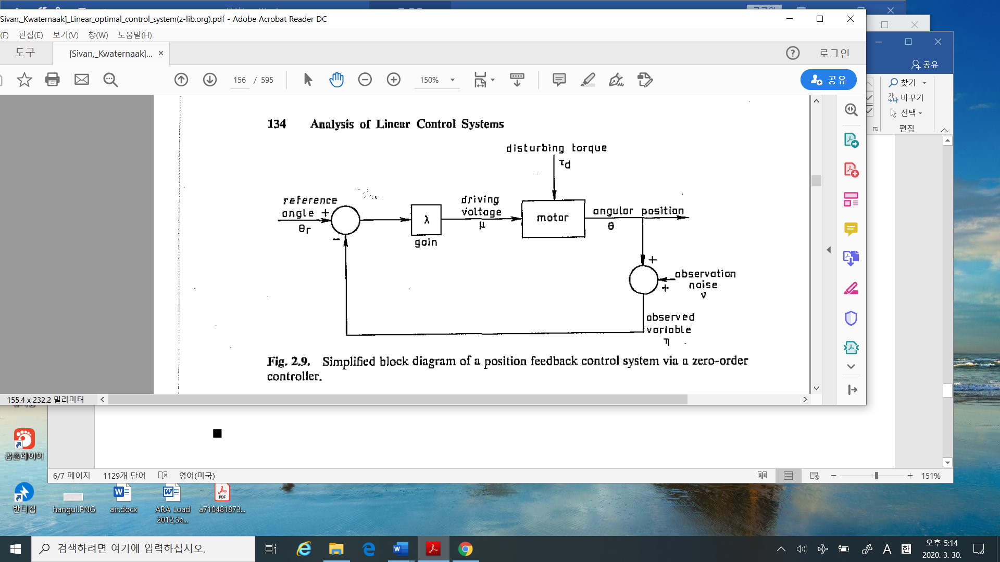 Sivan,_Kwaternaak]_Linear_optimal_control_system(z-lib.org).pdf - Adobe Acrobat Reader DC
(F) 편집(E) 보기(V) 창(W) 도움말(H)
도구 [Sivan,_Kwaternaak]... × 로그인
156 / 595 150% 공유
공유
찾기
바꾸기
선택
편집
134 Analysis of Linear Control Systems
disturbing torque
τd
reference
angle +
θr
−
λ
gain
driving
voltage
μ
motor
angular position
θ
+
observation
+ noise
ν
observed
variable
η
Fig. 2.9. Simplified block diagram of a position feedback control system via a zero-order
controller.
155.4 x 232.2 밀리미터
6/7 페이지 1129개 단어 영어(미국) 151%
곰플레이어
반디집
hangul.PNG
air.docx
ARA Load
2012,Se...
PDF
a710481873...
검색하려면 여기에 입력하십시오.
A 한
오후 5:14
2020. 3. 30.